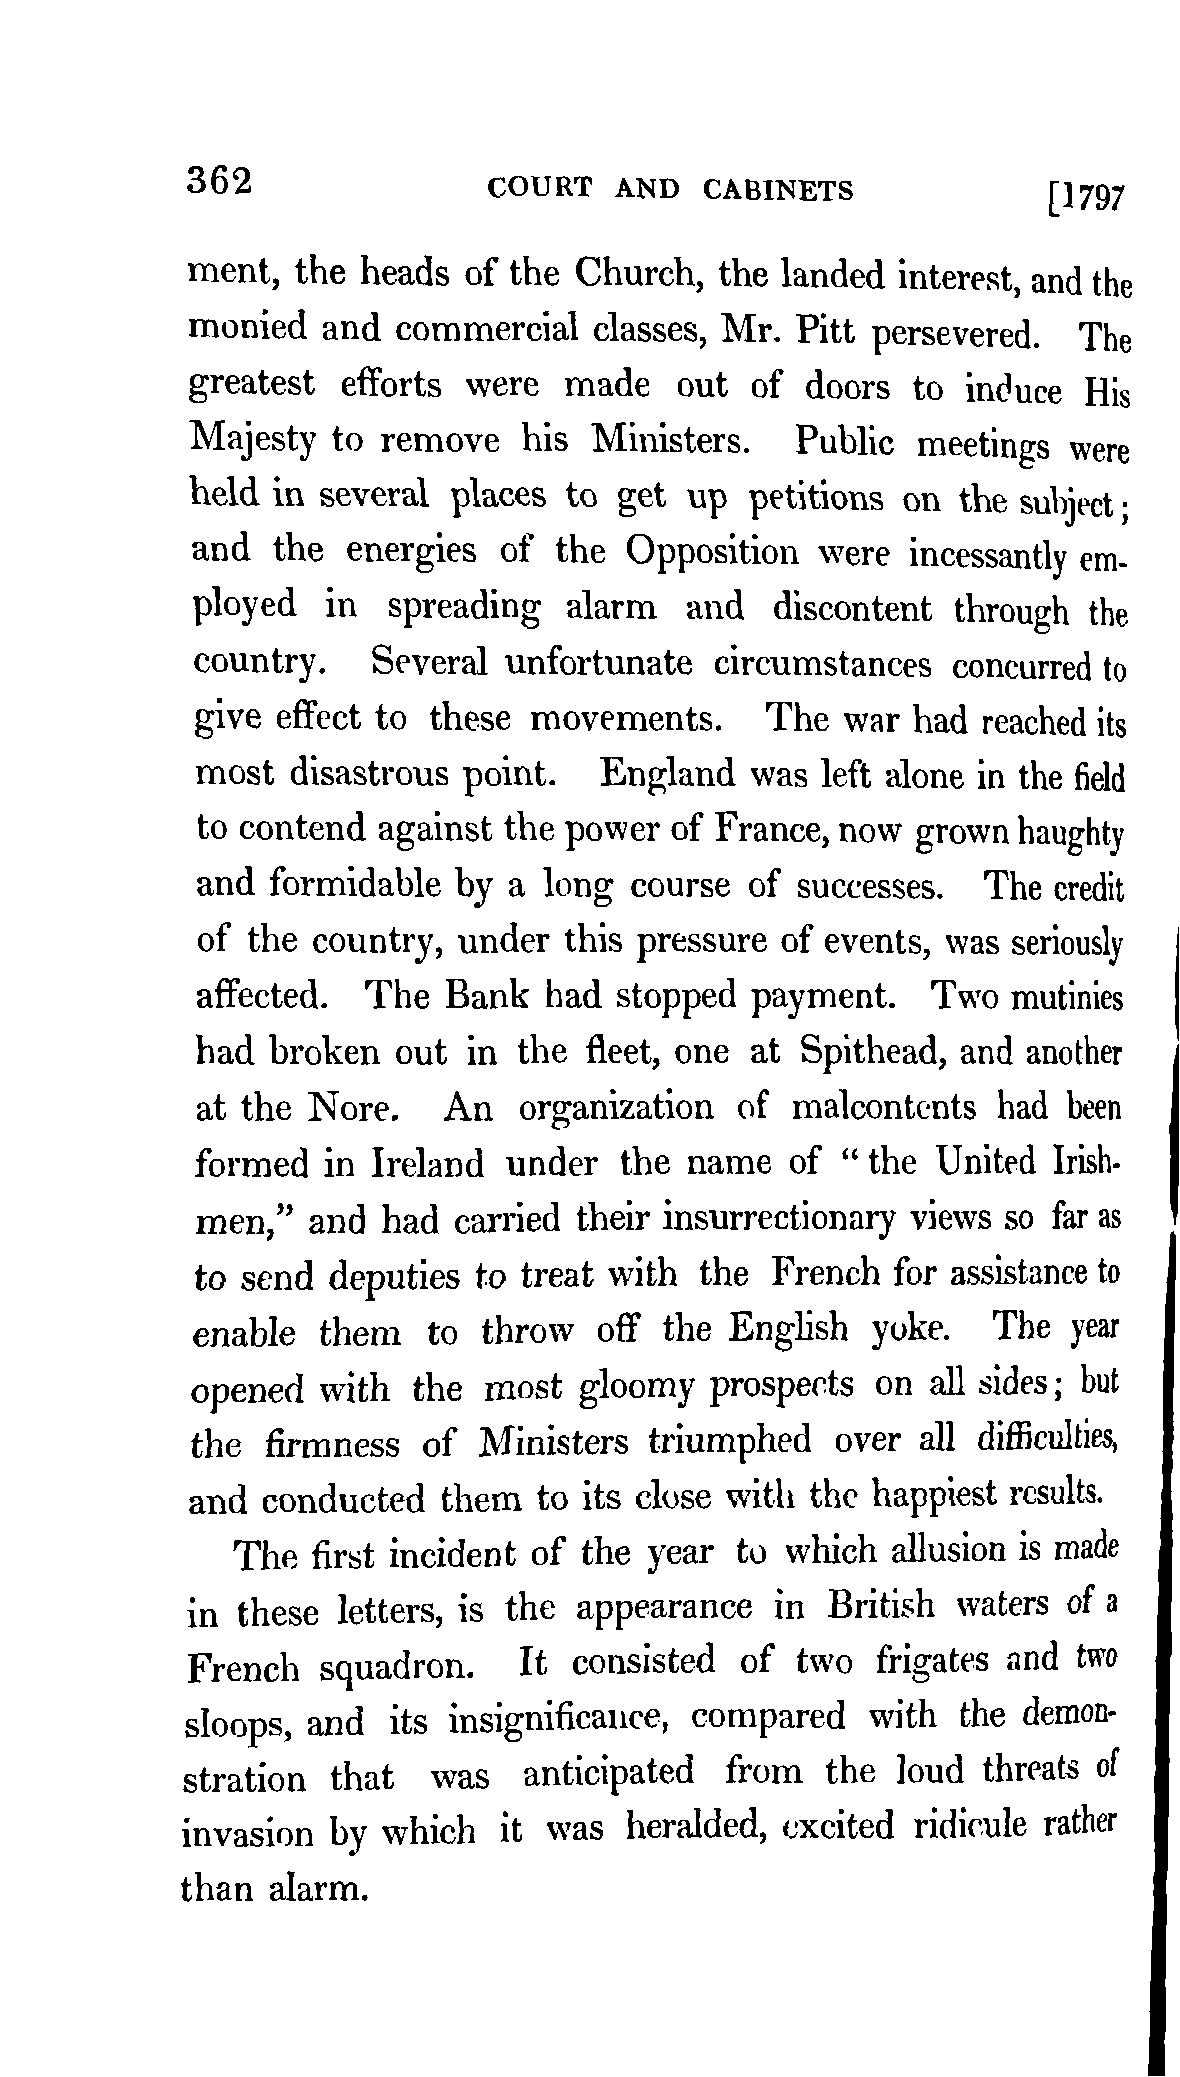 362 COURT AND CABINETS [1797
ment, the heads of the Church, the landed interest, and the
monied and commercial classes, Mr. Pitt persevered. The
greatest efforts were made out of doors to induce His
Majesty to remove his Ministers. Public meetings were
held in several places to get up petitions on the subject;
and the energies of the Opposition were incessantly em-
ployed in spreading alarm and discontent through the
country. Several unfortunate circumstances concurred to
give effect to these movements. The war had reached its
most disastrous point. England was left alone in the field
to contend against the power of France, now grown haughty
and formidable by a long course of successes. The credit
of the country, under this pressure of events, was seriously
affected. The Bank had stopped payment. Two mutinies
had broken out in the fleet, one at Spithead, and another
at the Nore. An organization of malcontents had been
formed in Ireland under the name of “the United Irish-
men,” and had carried their insurrectionary views so far as
to send deputies to treat with the French for assistance to
enable them to throw off the English yoke. The year
opened with the most gloomy prospects on all sides; but
the firmness of Ministers triumphed over all difficulties,
and conducted them to its close with the happiest results.
The first incident of the year to which allusion is made
in these letters, is the appearance in British waters of a
French squadron. It consisted of two frigates and two
sloops, and its insignificance, compared with the demon-
stration that was anticipated from the loud threats of
invasion by which it was heralded, excited ridicule rather
than alarm.